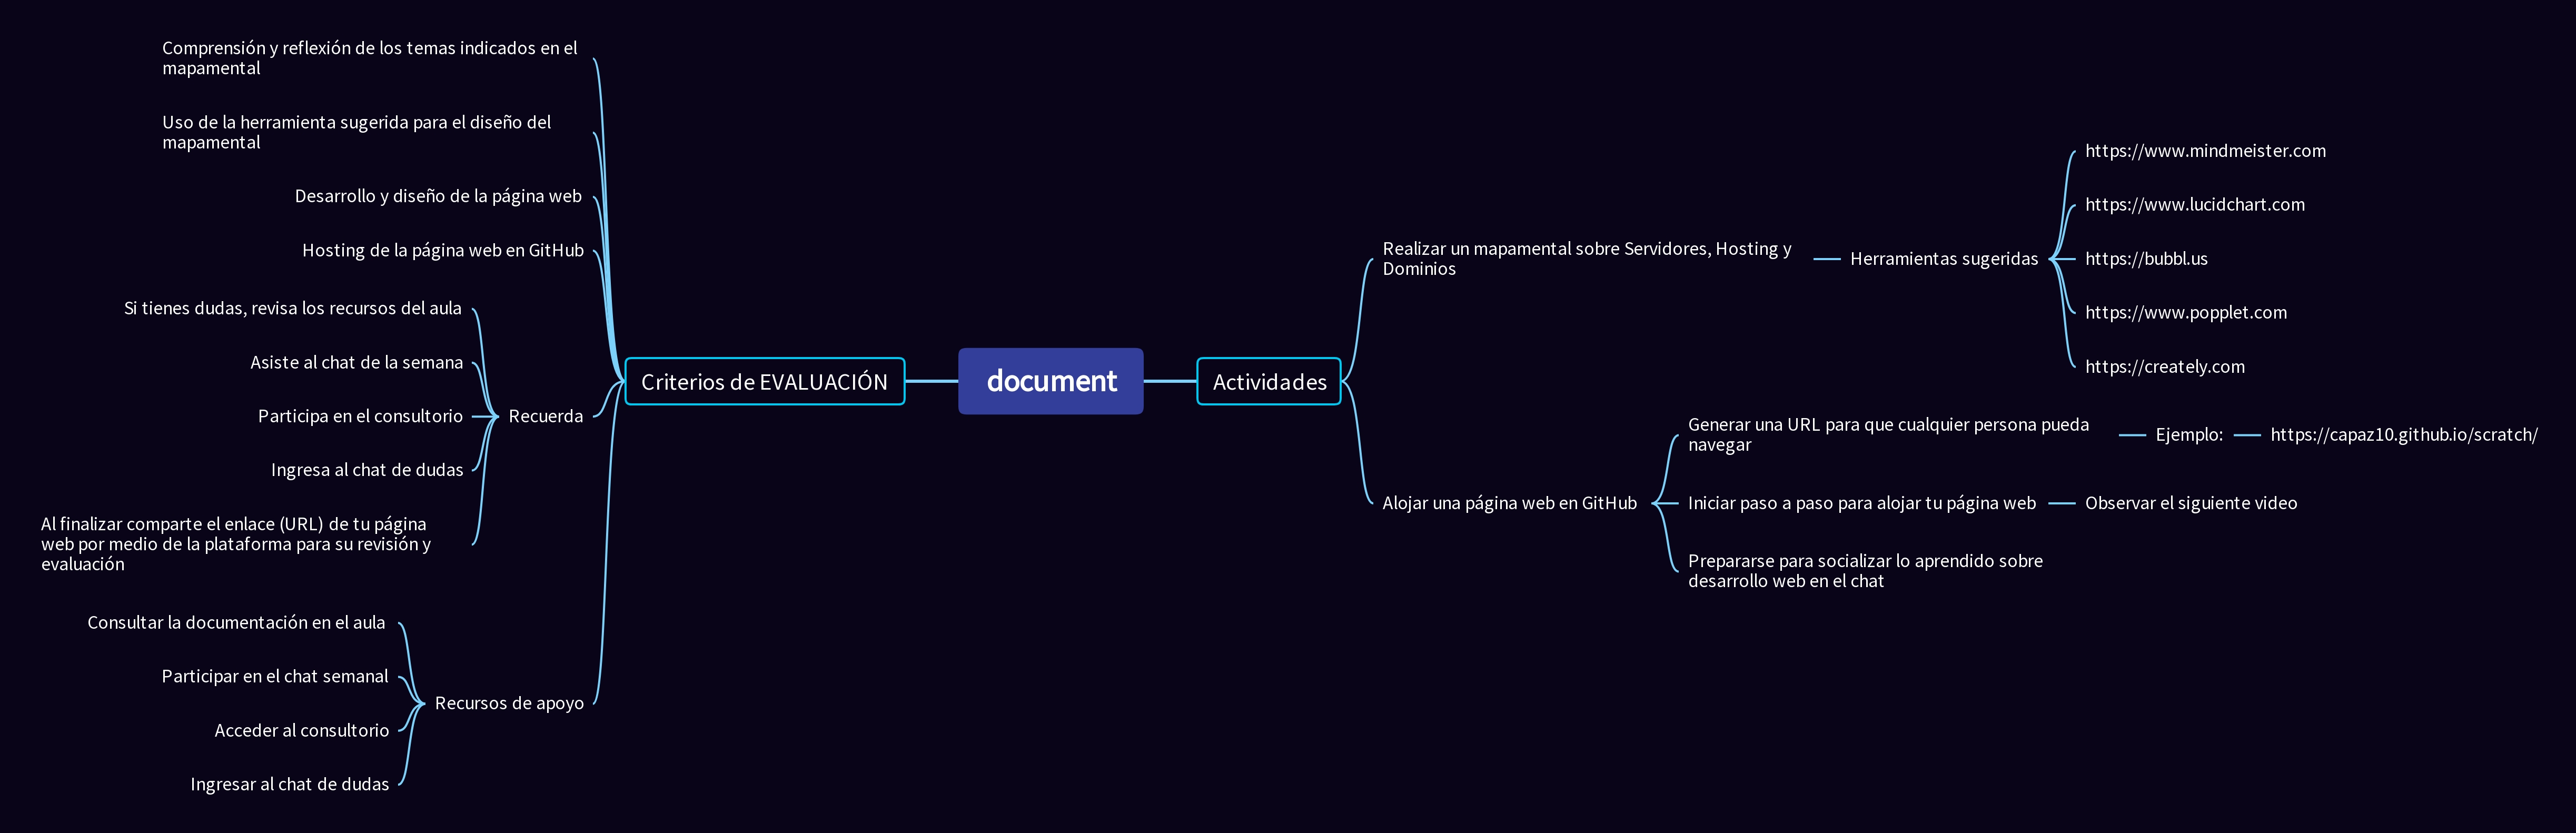 Comprensión y reflexión de los temas indicados en el
mapamental
Uso de la herramienta sugerida para el diseño del
mapamental
Desarrollo y diseño de la página web
Hosting de la página web en GitHub
Si tienes dudas, revisa los recursos del aula
Asiste al chat de la semana
Participa en el consultorio
Ingresa al chat de dudas
Al finalizar comparte el enlace (URL) de tu página
web por medio de la plataforma para su revisión y
evaluación
Recuerda
Consultar la documentación en el aula
Participar en el chat semanal
Acceder al consultorio
Ingresar al chat de dudas
Recursos de apoyo
Criterios de EVALUACIÓN
document
Actividades
Realizar un mapamental sobre Servidores, Hosting y
Dominios
Herramientas sugeridas
https://www.mindmeister.com
https://www.lucidchart.com
https://bubbl.us
https://www.popplet.com
https://creately.com
Alojar una página web en GitHub
Generar una URL para que cualquier persona pueda
navegar
Ejemplo:
https://capaz10.github.io/scratch/
Iniciar paso a paso para alojar tu página web
Observar el siguiente video
Prepararse para socializar lo aprendido sobre
desarrollo web en el chat